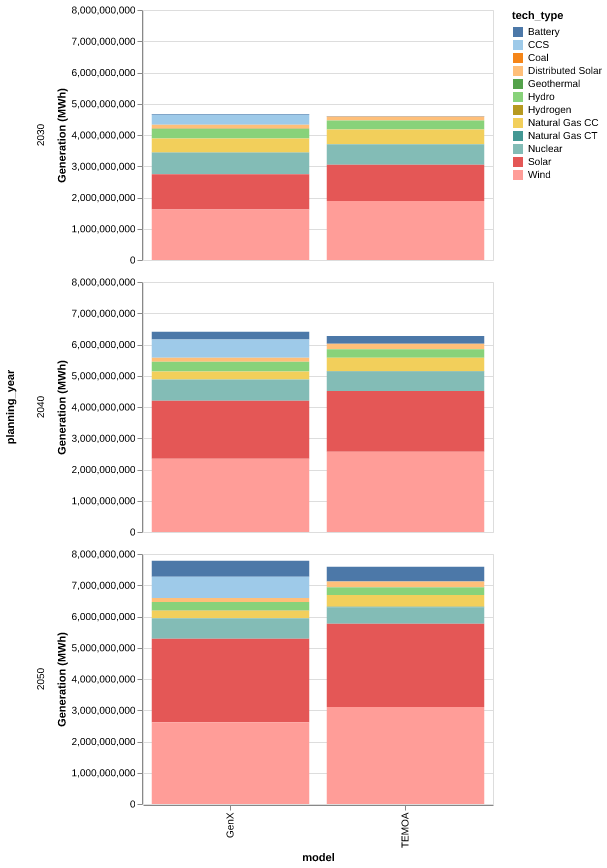 planning_year
2030
Generation (MWh)
8,000,000,000
7,000,000,000
6,000,000,000
5,000,000,000
4,000,000,000
3,000,000,000
2,000,000,000
1,000,000,000
0
2040
Generation (MWh)
8,000,000,000
7,000,000,000
6,000,000,000
5,000,000,000
4,000,000,000
3,000,000,000
2,000,000,000
1,000,000,000
0
2050
Generation (MWh)
8,000,000,000
7,000,000,000
6,000,000,000
5,000,000,000
4,000,000,000
3,000,000,000
2,000,000,000
1,000,000,000
0
GenX
TEMOA
model
tech_type
Battery
CCS
Coal
Distributed Solar
Geothermal
Hydro
Hydrogen
Natural Gas CC
Natural Gas CT
Nuclear
Solar
Wind